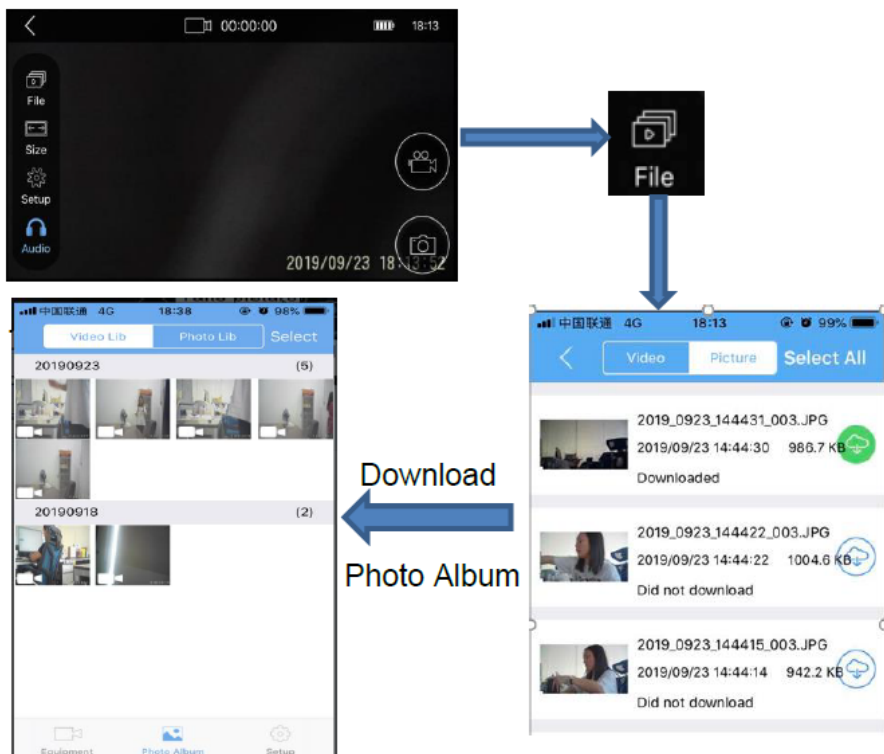 00:00:00
18:13
File
Size
Setup
Audio
2019/09/23 18:13:52
File
中国联通 4G 18:38 98%
Video Lib Photo Lib Select
20190923 (5)
20190918 (2)
Equipment Photo Album Setup
Download
Photo Album
中国联通 4G 18:13 99%
Video Picture Select All
2019_0923_144431_003.JPG
2019/09/23 14:44:30 986.7 KB
Downloaded
2019_0923_144422_003.JPG
2019/09/23 14:44:22 1004.6 KB
Did not download
2019_0923_144415_003.JPG
2019/09/23 14:44:14 942.2 KB
Did not download